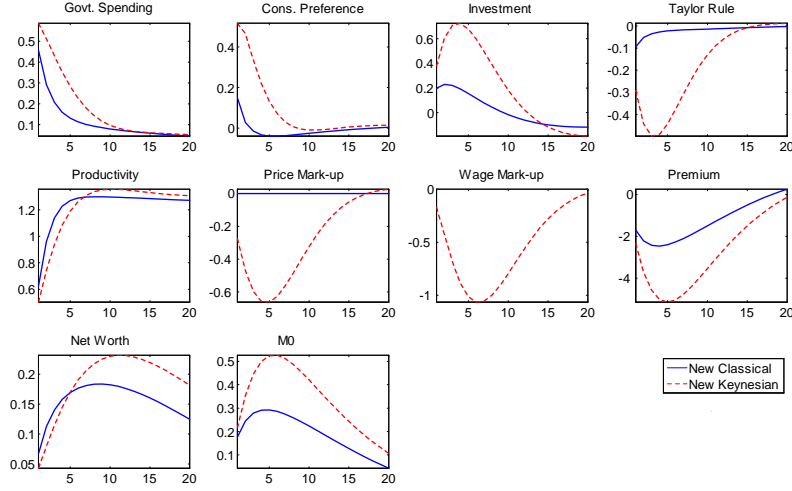 Govt. Spending
Cons. Preference
Investment
Taylor Rule
0.5
0.4
0.3
0.2
0.1
5 10 15 20
0.4
0.2
0
5 10 15 20
0.6
0.4
0.2
0
5 10 15 20
0
-0.1
-0.2
-0.3
-0.4
5 10 15 20
Productivity
Price Mark-up
Wage Mark-up
Premium
1.2
1
0.8
0.6
5 10 15 20
0
-0.2
-0.4
-0.6
5 10 15 20
0
-0.5
-1
5 10 15 20
0
-2
-4
5 10 15 20
Net Worth
M0
0.2
0.15
0.1
0.05
5 10 15 20
0.5
0.4
0.3
0.2
0.1
5 10 15 20
New Classical
New Keynesian